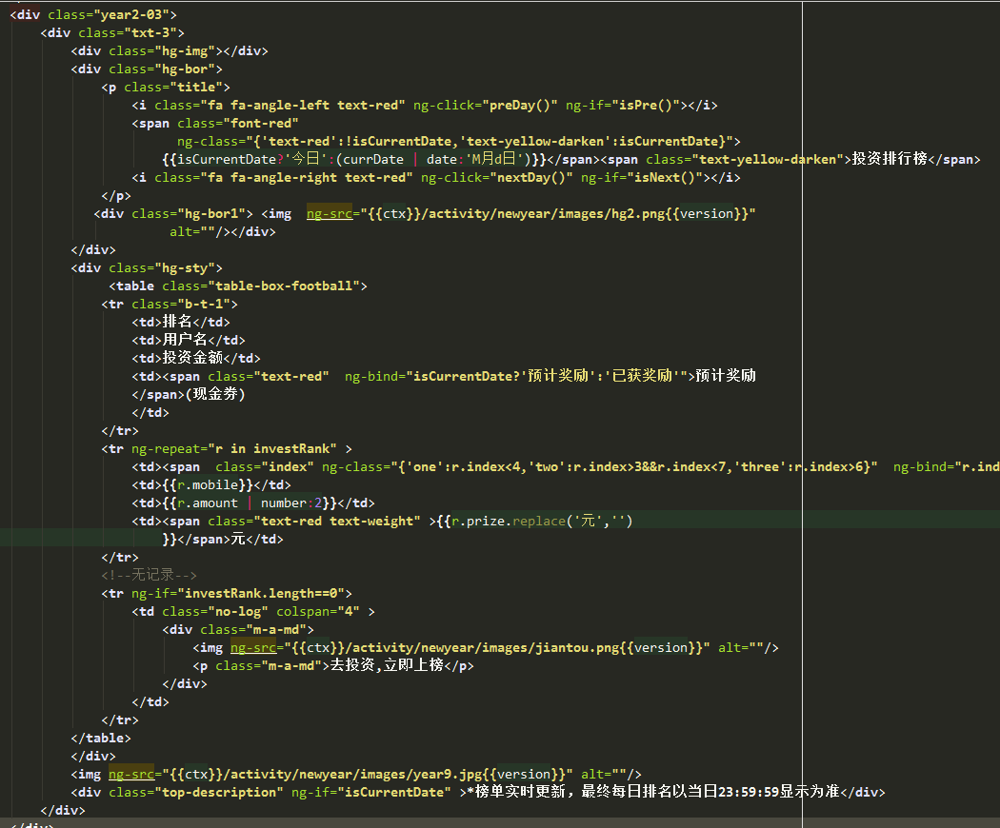 <div class="year2-03">
<div class="txt-3">
<div class="hg-img"></div>
<div class="hg-bor">
<p class="title">
<i class="fa fa-angle-left text-red" ng-click="preDay()" ng-if="isPre()"></i>
<span class="font-red"
ng-class="{'text-red':!isCurrentDate,'text-yellow-darken':isCurrentDate}">
{{isCurrentDate?'今日':(currDate | date:'M月d日')}}</span><span class="text-yellow-darken">投资排行榜</span>
<i class="fa fa-angle-right text-red" ng-click="nextDay()" ng-if="isNext()"></i>
</p>
<div class="hg-bor1"> <img  ng-src="{{ctx}}/activity/newyear/images/hg2.png{{version}}"
alt=""/></div>
</div>
<div class="hg-sty">
<table class="table-box-football">
<tr class="b-t-1">
<td>排名</td>
<td>用户名</td>
<td>投资金额</td>
<td><span class="text-red"  ng-bind="isCurrentDate?'预计奖励':'已获奖励'">预计奖励
</span>(现金券)
</td>
</tr>
<tr ng-repeat="r in investRank" >
<td><span  class="index" ng-class="{'one':r.index<4,'two':r.index>3&&r.index<7,'three':r.index>6}"  ng-bind="r.ind
<td>{{r.mobile}}</td>
<td>{{r.amount | number:2}}</td>
<td><span class="text-red text-weight" >{{r.prize.replace('元','')
}}</span>元</td>
</tr>
<!--无记录-->
<tr ng-if="investRank.length==0">
<td class="no-log" colspan="4" >
<div class="m-a-md">
<img ng-src="{{ctx}}/activity/newyear/images/jiantou.png{{version}}" alt=""/>
<p class="m-a-md">去投资,立即上榜</p>
</div>
</td>
</tr>
</table>
</div>
<img ng-src="{{ctx}}/activity/newyear/images/year9.jpg{{version}}" alt=""/>
<div class="top-description" ng-if="isCurrentDate" >*榜单实时更新，最终每日排名以当日23:59:59显示为准</div>
</div>